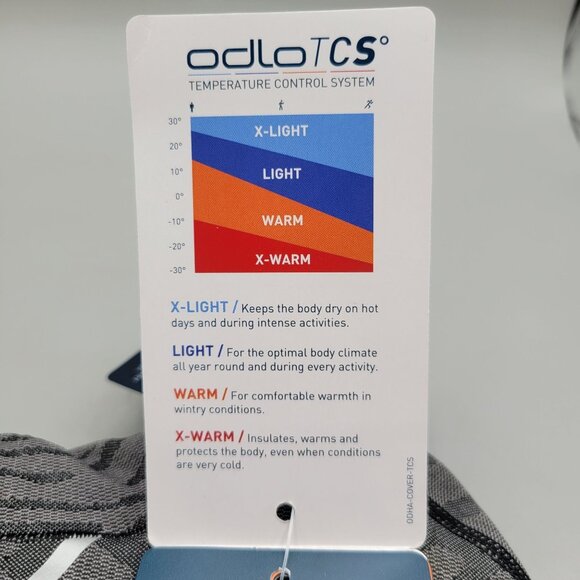 odlo TCS°
TEMPERATURE CONTROL SYSTEM
30°
20°
10°
0°
-10°
-20°
-30°
X-LIGHT
LIGHT
WARM
X-WARM
X-LIGHT / Keeps the body dry on hot
days and during intense activities.
LIGHT / For the optimal body climate
all year round and during every activity.
WARM / For comfortable warmth in
wintry conditions.
X-WARM / Insulates, warms and
protects the body, even when conditions
are very cold.
ODHA-COVER-TCS